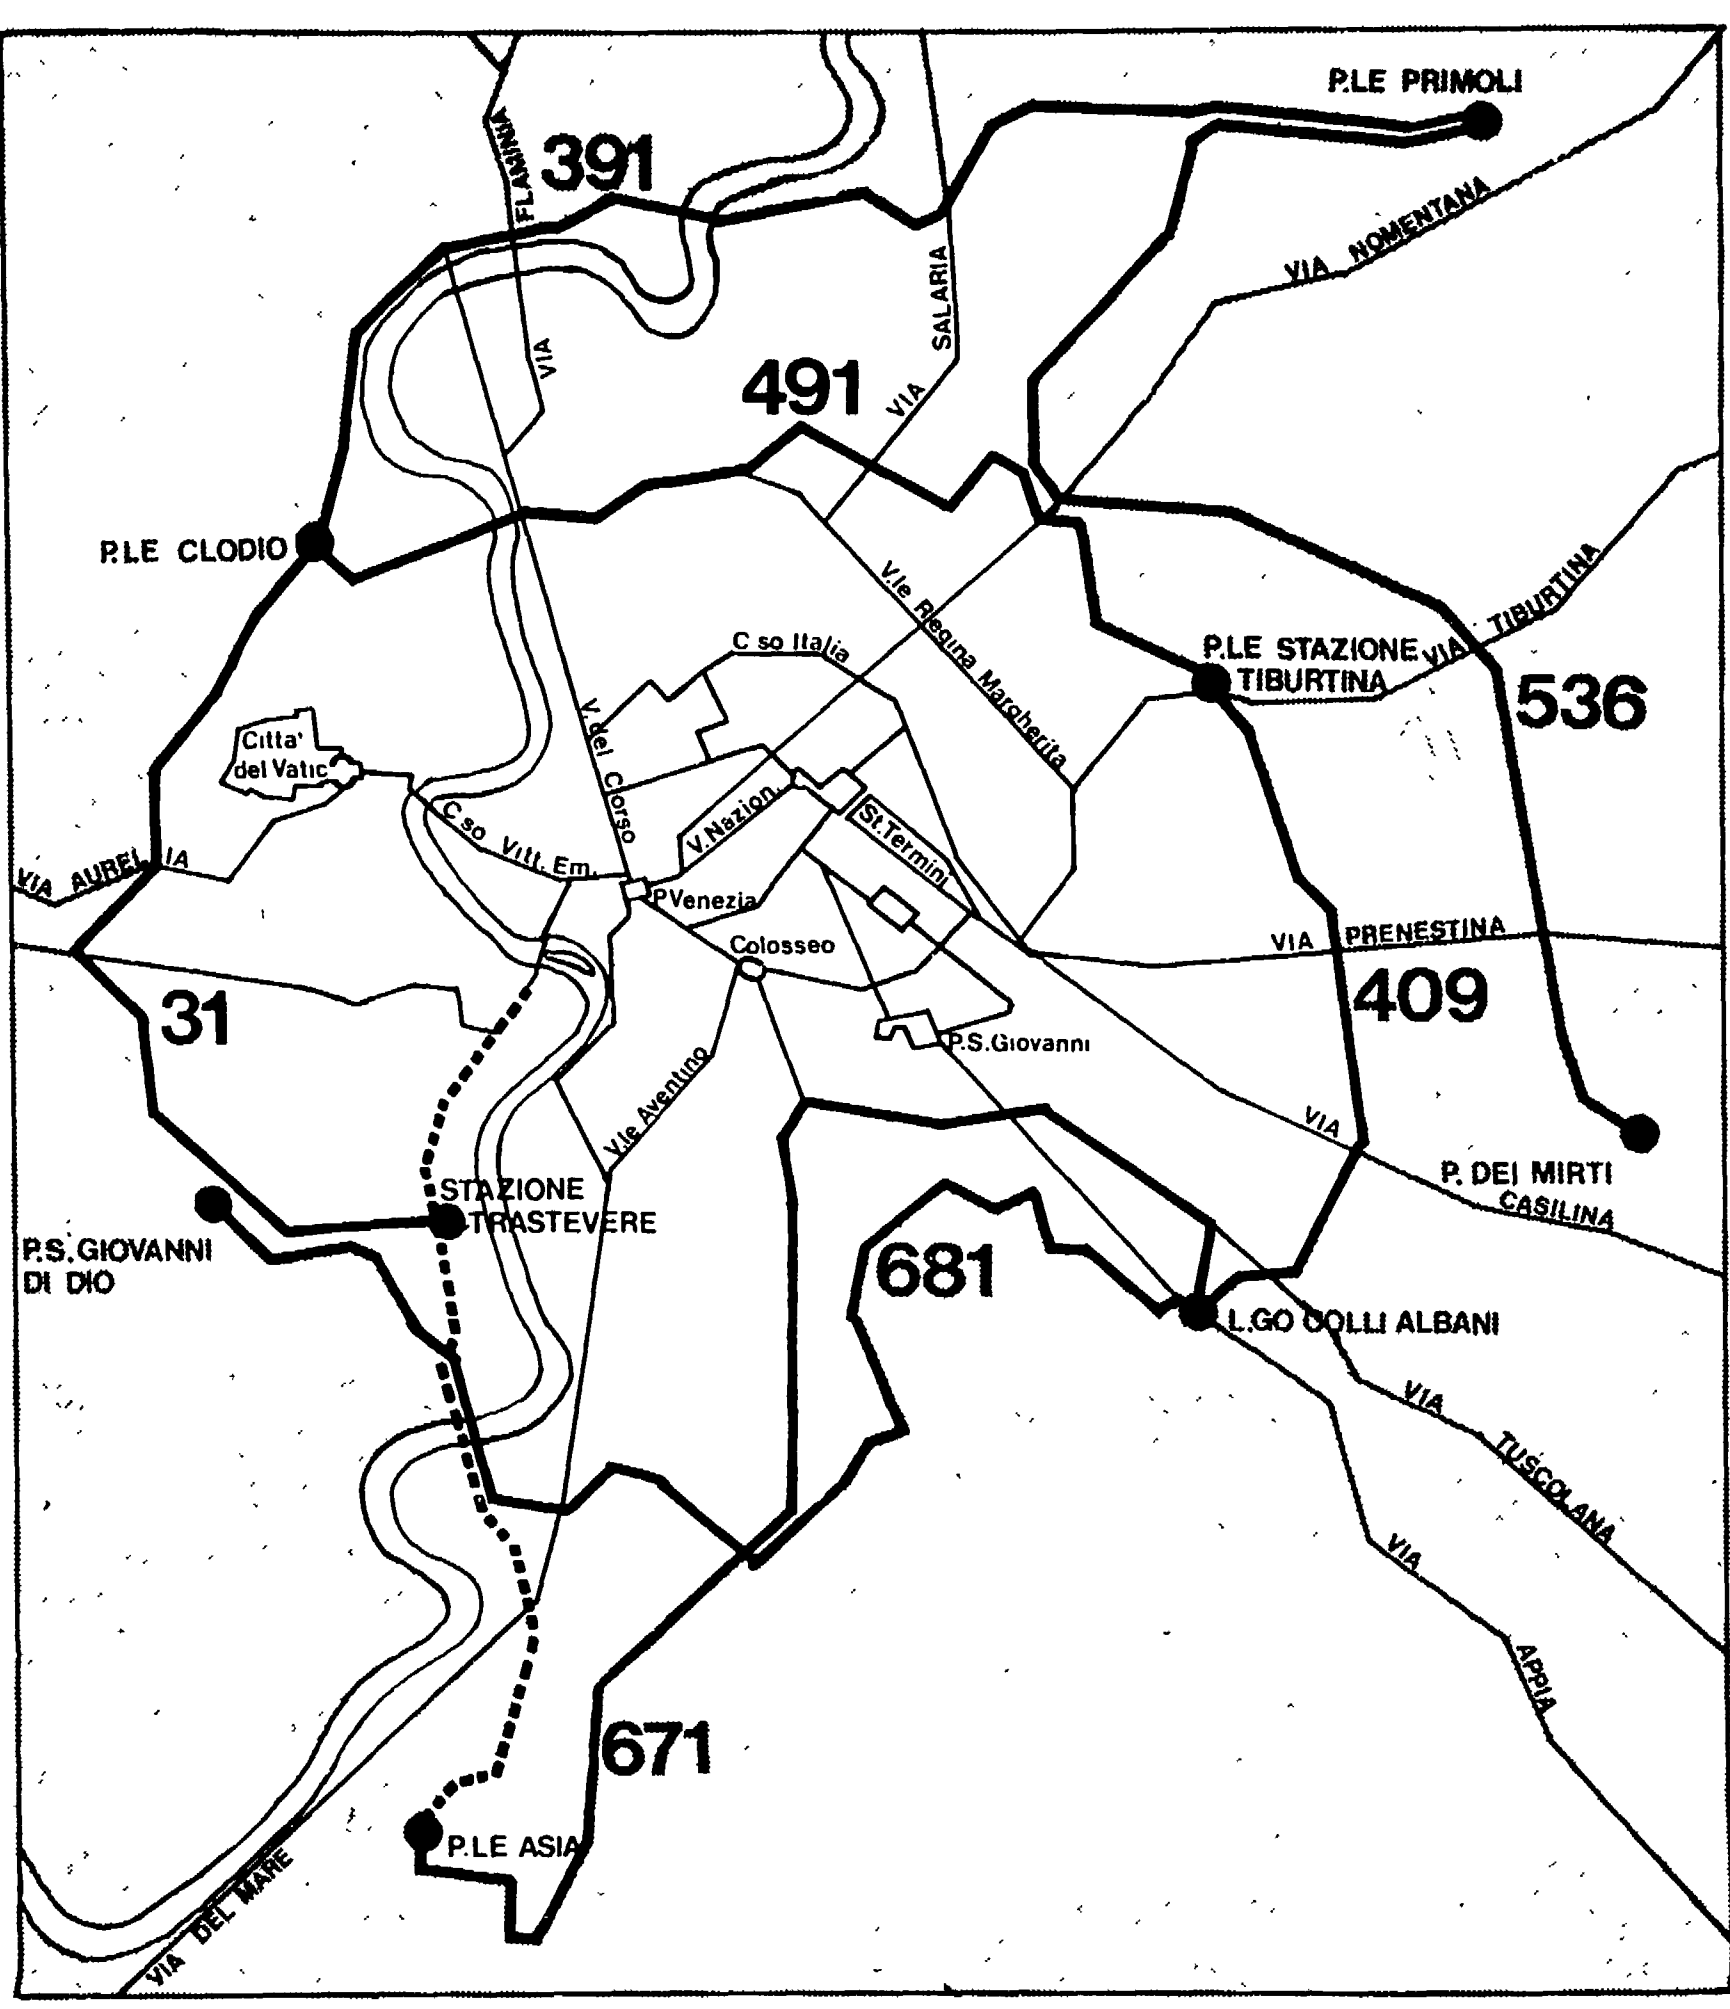 P.LE PRIMOLI
FLAMINIA
391
VIA NOMENTANA
SALARIA
VIA
491
VIA
P.LE CLODIO
V.le Regina Margherita
VIA TIBURTINA
C so Italia
P.LE STAZIONE
TIBURTINA
536
V. del Corso
Citta'
del Vatic
C so Vitt. Em.
V. Nazion.
St. Termini
VIA AURELIA
P Venezia
Colosseo
VIA PRENESTINA
31
409
P.S. Giovanni
V.le Aventino
VIA CASILINA
P. DEI MIRTI
STAZIONE
TRASTEVERE
P.S. GIOVANNI
DI DIO
681
L.GO COLLI ALBANI
VIA TUSCOLANA
VIA APPIA
671
P.LE ASIA
VIA DEL MARE